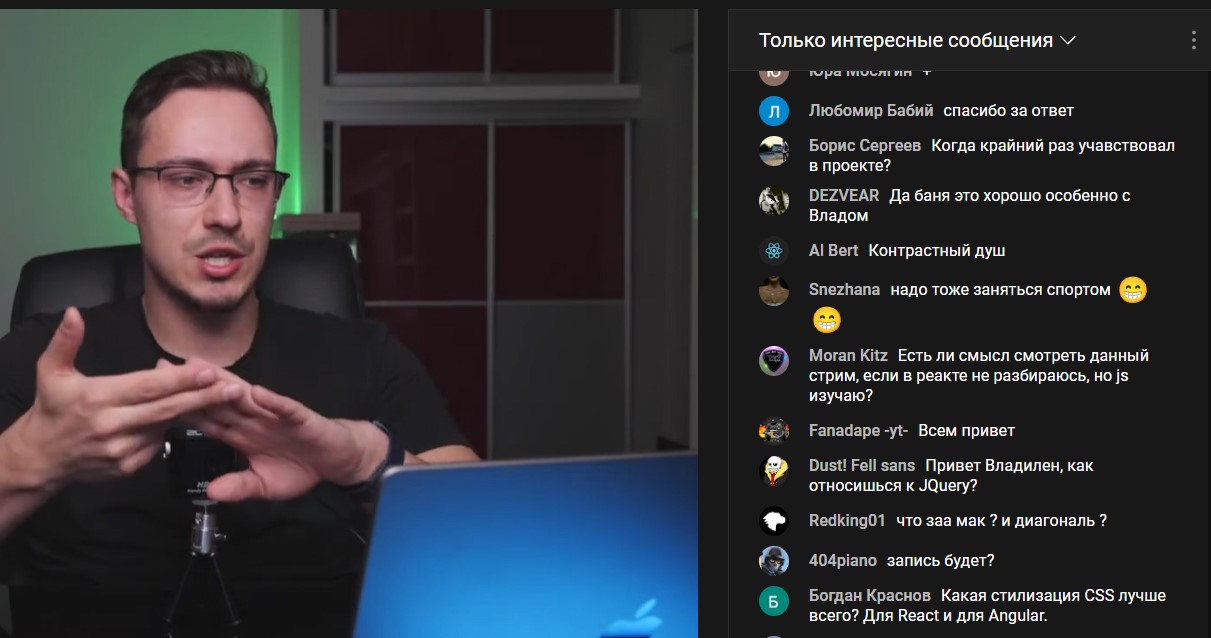 Только интересные сообщения
Юра Мосягин +
Любомир Бабий спасибо за ответ
Борис Сергеев Когда крайний раз учавствовал
в проекте?
DEZVEAR Да баня это хорошо особенно с
Владом
Al Bert Контрастный душ
Snezhana надо тоже заняться спортом 😁
😁
Moran Kitz Есть ли смысл смотреть данный
стрим, если в реакте не разбираюсь, но js
изучаю?
Fanadape -yt- Всем привет
Dust! Fell sans Привет Владилен, как
относишься к JQuery?
Redking01 что заа мак ? и диагональ ?
404piano запись будет?
Богдан Краснов Какая стилизация CSS лучше
всего? Для React и для Angular.